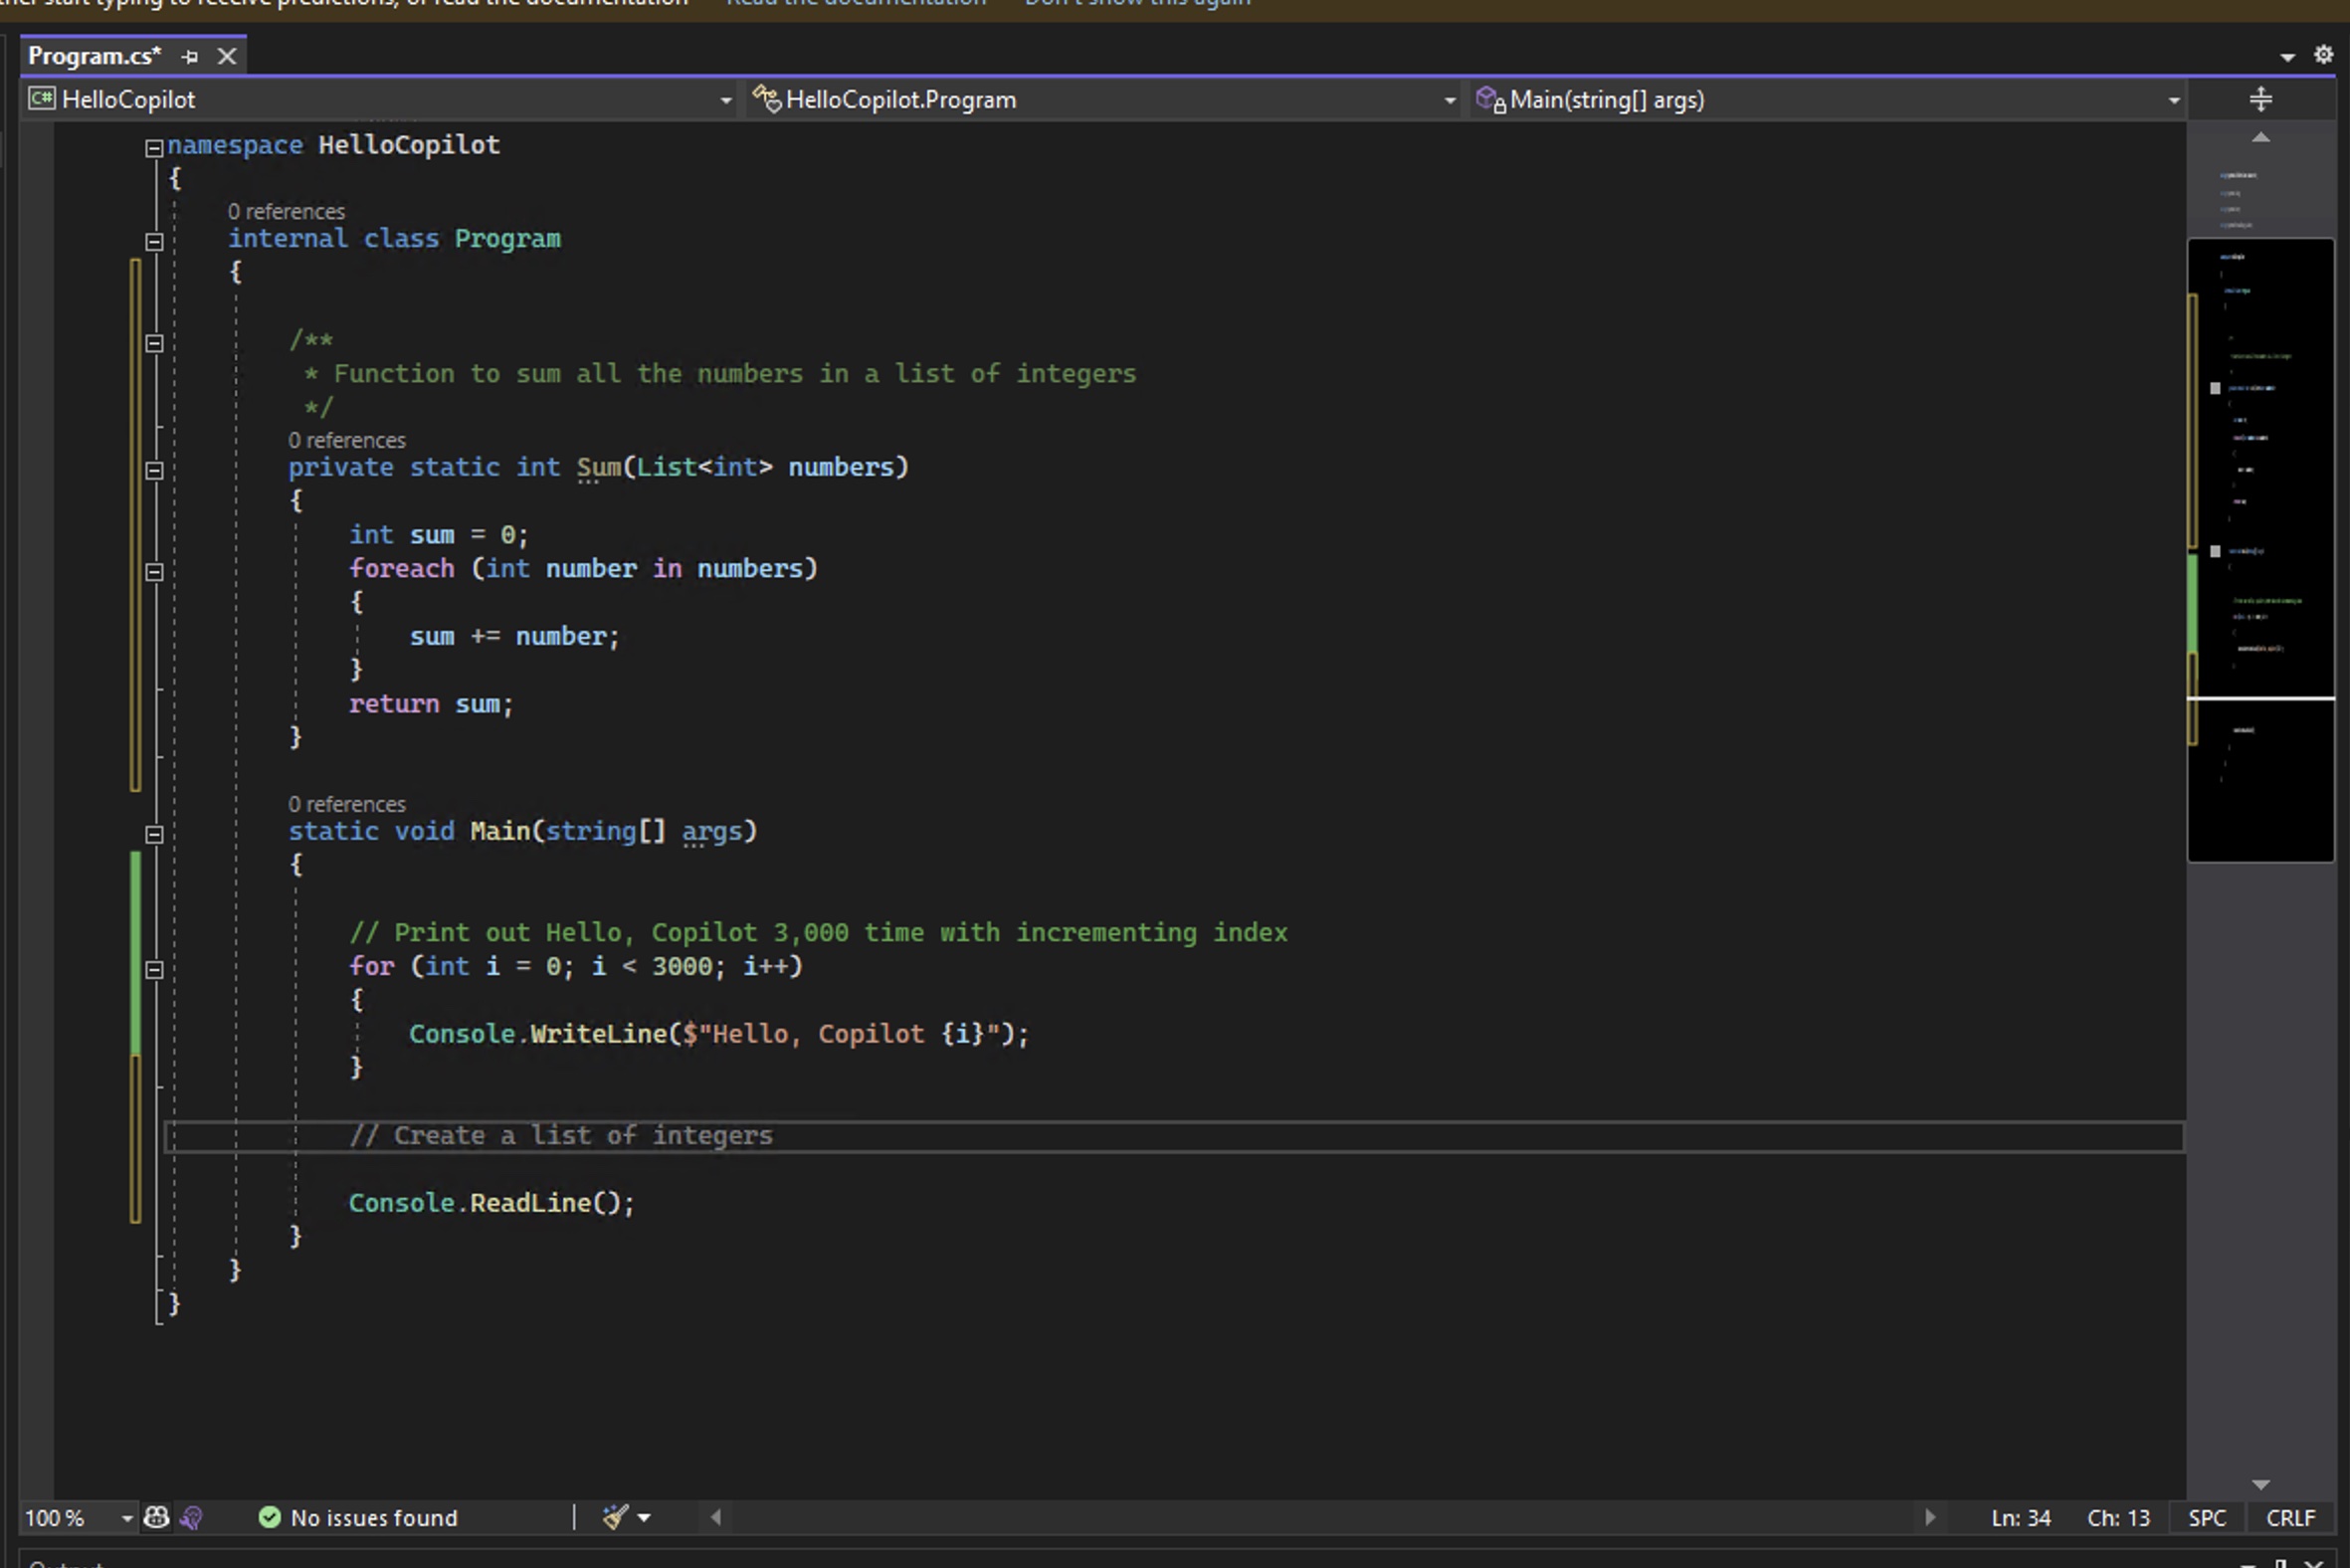 her start typing to receive predictions, or read the documentation Read the documentation Don't show this again
Program.cs*
HelloCopilot HelloCopilot.Program Main(string[] args)
namespace HelloCopilot
{
0 references
internal class Program
{
/**
* Function to sum all the numbers in a list of integers
*/
0 references
private static int Sum(List<int> numbers)
{
int sum = 0;
foreach (int number in numbers)
{
sum += number;
}
return sum;
}
0 references
static void Main(string[] args)
{
// Print out Hello, Copilot 3,000 time with incrementing index
for (int i = 0; i < 3000; i++)
{
Console.WriteLine($"Hello, Copilot {i}");
}
// Create a list of integers
Console.ReadLine();
}
}
}
100 % No issues found Ln: 34 Ch: 13 SPC CRLF
Output